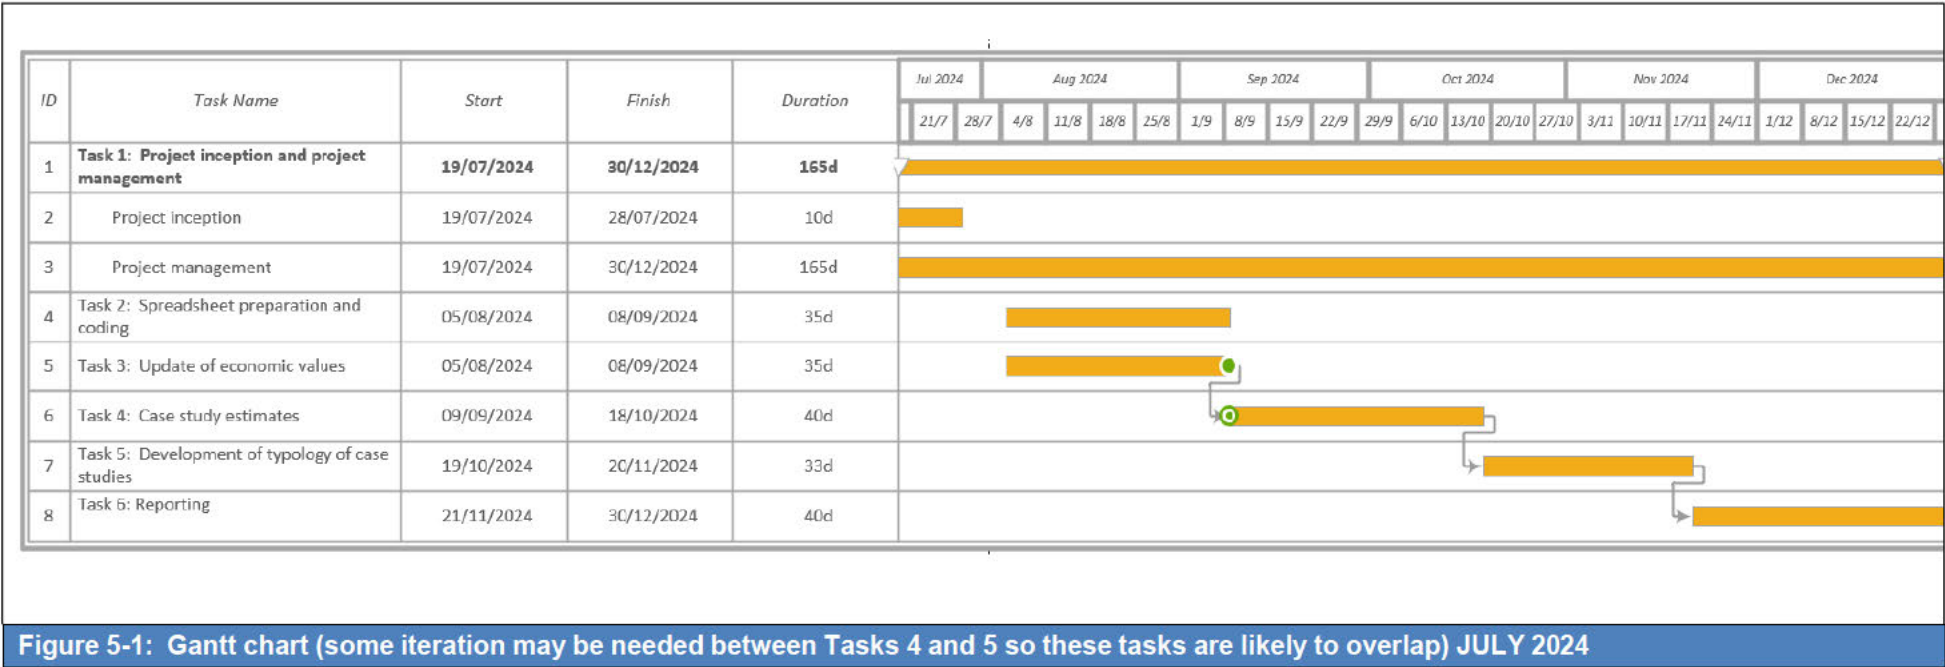 ID Task Name Start Finish Duration Jul 2024 Aug 2024 Sep 2024 Oct 2024 Nov 2024 Dec 2024
21/7 28/7 4/8 11/8 18/8 25/8 1/9 8/9 15/9 22/9 29/9 6/10 13/10 20/10 27/10 3/11 10/11 17/11 24/11 1/12 8/12 15/12 22/12
1 Task 1: Project inception and project
management 19/07/2024 30/12/2024 165d
2 Project inception 19/07/2024 28/07/2024 10d
3 Project management 19/07/2024 30/12/2024 165d
4 Task 2: Spreadsheet preparation and
coding 05/08/2024 08/09/2024 35d
5 Task 3: Update of economic values 05/08/2024 08/09/2024 35d
6 Task 4: Case study estimates 09/09/2024 18/10/2024 40d
7 Task 5: Development of typology of case
studies 19/10/2024 20/11/2024 33d
8 Task 6: Reporting 21/11/2024 30/12/2024 40d
Figure 5-1: Gantt chart (some iteration may be needed between Tasks 4 and 5 so these tasks are likely to overlap) JULY 2024